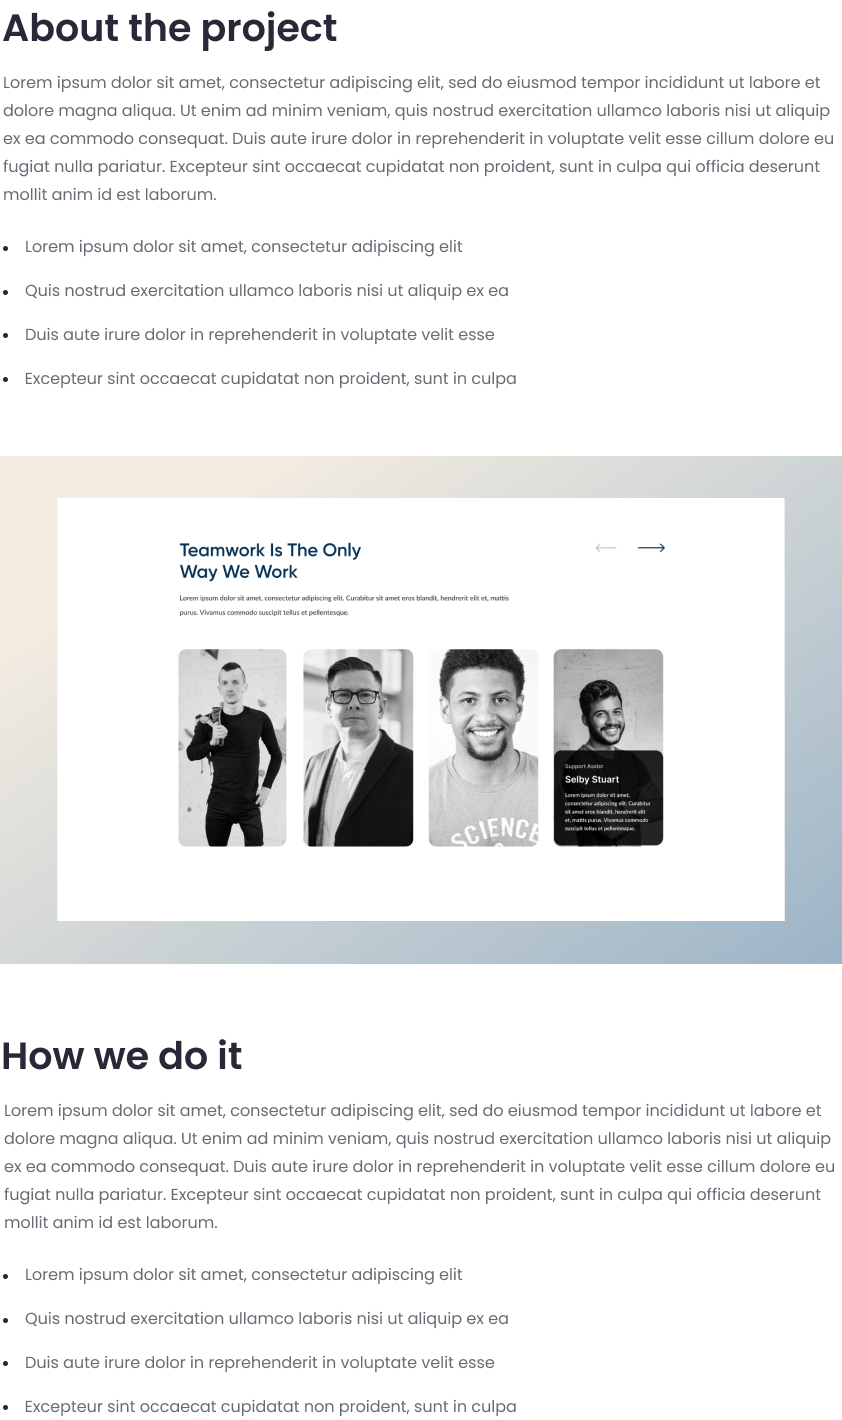 About the project
Lorem ipsum dolor sit amet, consectetur adipiscing elit, sed do eiusmod tempor incididunt ut labore et
dolore magna aliqua. Ut enim ad minim veniam, quis nostrud exercitation ullamco laboris nisi ut aliquip
ex ea commodo consequat. Duis aute irure dolor in reprehenderit in voluptate velit esse cillum dolore eu
fugiat nulla pariatur. Excepteur sint occaecat cupidatat non proident, sunt in culpa qui officia deserunt
mollit anim id est laborum.
• Lorem ipsum dolor sit amet, consectetur adipiscing elit
• Quis nostrud exercitation ullamco laboris nisi ut aliquip ex ea
• Duis aute irure dolor in reprehenderit in voluptate velit esse
• Excepteur sint occaecat cupidatat non proident, sunt in culpa
Teamwork Is The Only
Way We Work
Lorem ipsum dolor sit amet, consectetur adipiscing elit. Curabitur sit amet eros blandit, hendrerit elit et, mattis
purus. Vivamus commodo suscipit tellus et pellentesque.
SCIENCE
Support Assist
Selby Stuart
Lorem ipsum dolor sit amet,
consectetur adipiscing elit. Curabitur
sit amet eros blandit, hendrerit elit
et, mattis purus. Vivamus commodo
suscipit tellus et pellentesque.
How we do it
Lorem ipsum dolor sit amet, consectetur adipiscing elit, sed do eiusmod tempor incididunt ut labore et
dolore magna aliqua. Ut enim ad minim veniam, quis nostrud exercitation ullamco laboris nisi ut aliquip
ex ea commodo consequat. Duis aute irure dolor in reprehenderit in voluptate velit esse cillum dolore eu
fugiat nulla pariatur. Excepteur sint occaecat cupidatat non proident, sunt in culpa qui officia deserunt
mollit anim id est laborum.
• Lorem ipsum dolor sit amet, consectetur adipiscing elit
• Quis nostrud exercitation ullamco laboris nisi ut aliquip ex ea
• Duis aute irure dolor in reprehenderit in voluptate velit esse
• Excepteur sint occaecat cupidatat non proident, sunt in culpa